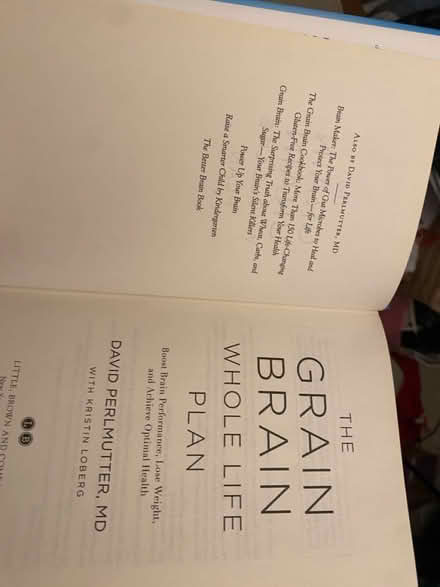 ALSO BY DAVID PERLMUTTER, MD
Brain Maker: The Power of Gut Microbes to Heal and
Protect Your Brain—for Life
The Grain Brain Cookbook: More Than 150 Life-Changing
Gluten-Free Recipes to Transform Your Health
Grain Brain: The Surprising Truth about Wheat, Carbs, and
Sugar—Your Brain's Silent Killers
Power Up Your Brain
Raise a Smarter Child by Kindergarten
The Better Brain Book
THE
GRAIN
BRAIN
WHOLE LIFE
PLAN
Boost Brain Performance, Lose Weight,
and Achieve Optimal Health
DAVID PERLMUTTER, MD
WITH KRISTIN LOBERG
L B
LITTLE, BROWN AND